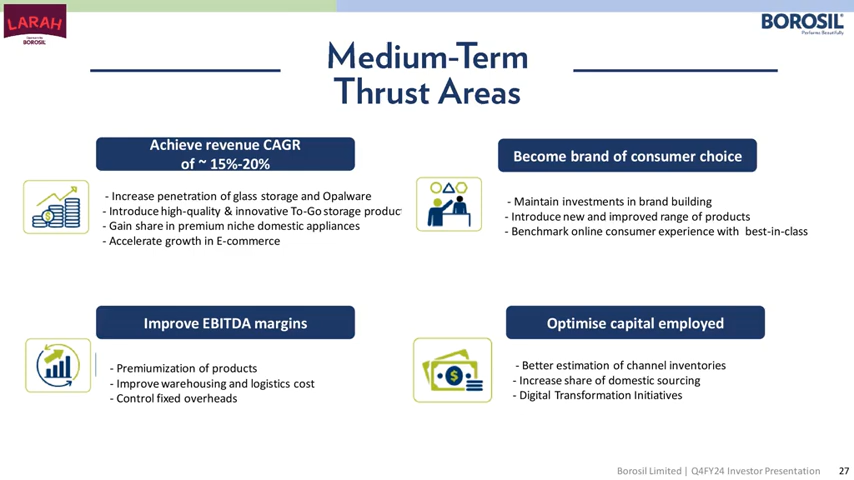 LARAH
BOROSIL
BOROSIL
Performs Beautifully
Medium-Term
Thrust Areas
Achieve revenue CAGR
of ~ 15%-20%
- Increase penetration of glass storage and Opalware
- Introduce high-quality & innovative To-Go storage produc
- Gain share in premium niche domestic appliances
- Accelerate growth in E-commerce
Become brand of consumer choice
- Maintain investments in brand building
- Introduce new and improved range of products
- Benchmark online consumer experience with best-in-class
Improve EBITDA margins
- Premiumization of products
- Improve warehousing and logistics cost
- Control fixed overheads
Optimise capital employed
- Better estimation of channel inventories
- Increase share of domestic sourcing
- Digital Transformation Initiatives
Borosil Limited | Q4FY24 Investor Presentation 27